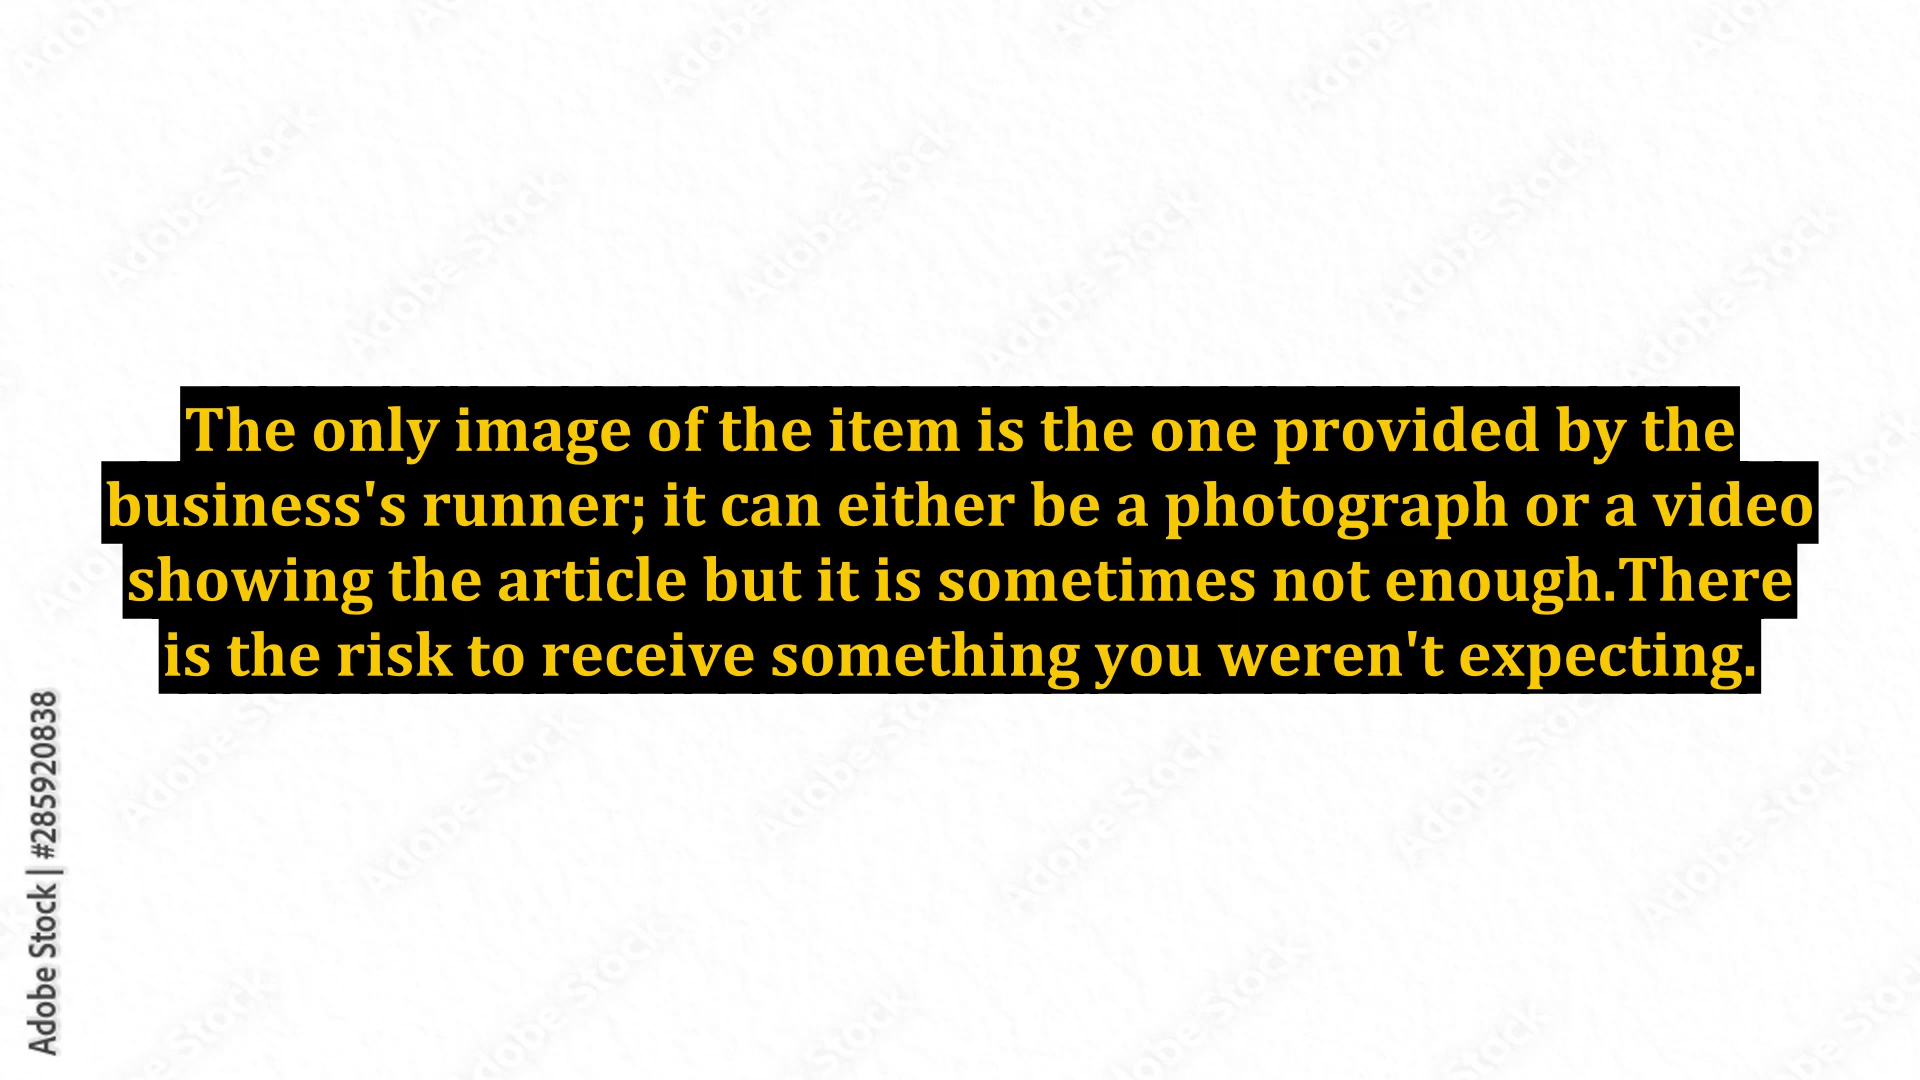 The only image of the item is the one provided by the
business's runner; it can either be a photograph or a video
showing the article but it is sometimes not enough.There
is the risk to receive something you weren't expecting.
Adobe Stock | #285920838